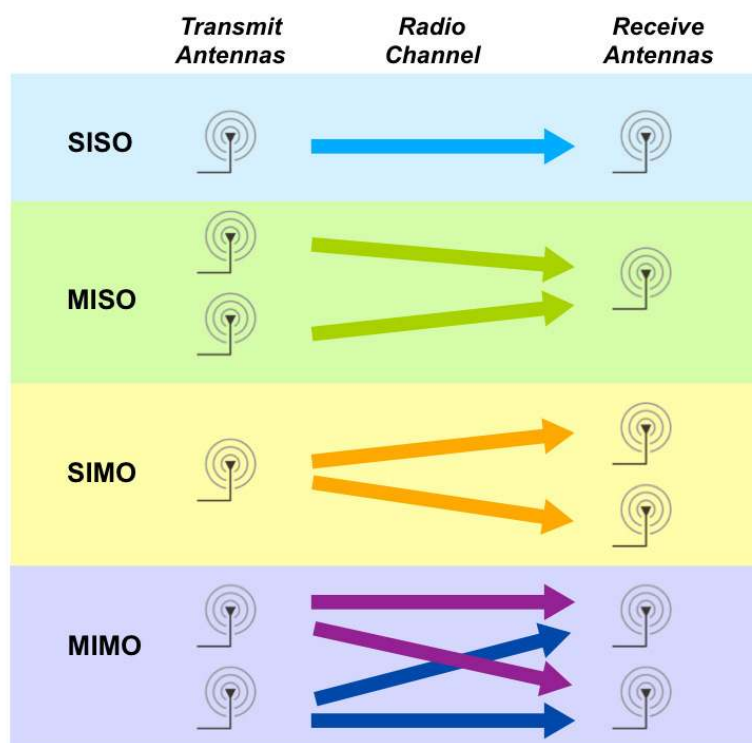 Transmit Antennas
Radio Channel
Receive Antennas
SISO
MISO
SIMO
MIMO